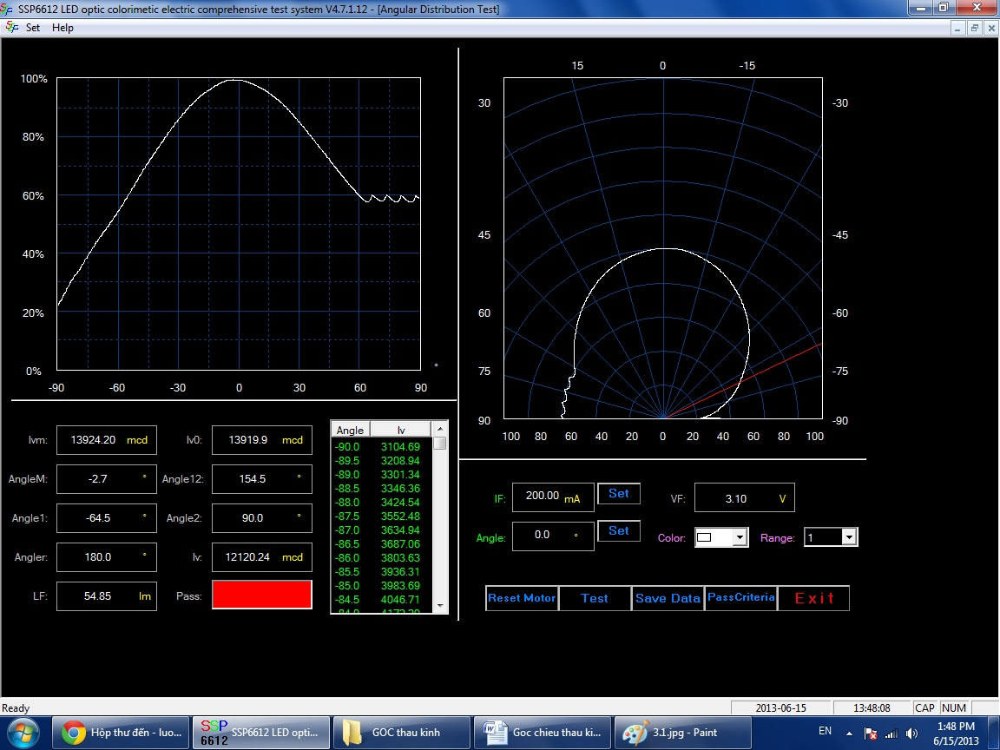 SSP6612 LED optic colorimetic electric comprehensive test system V4.7.1.12 - [Angular Distribution Test]
Set Help
100%
80%
60%
40%
20%
0%
-90 -60 -30 0 30 60 90 °
15 0 -15
30 -30
45 -45
60 -60
75 -75
90 -90
100 80 60 40 20 0 20 40 60 80 100
Ivm: 13924.20 mcd Iv0: 13919.9 mcd
AngleM: -2.7 ° Angle12: 154.5 °
Angle1: -64.5 ° Angle2: 90.0 °
Angler: 180.0 ° Iv: 12120.24 mcd
LF: 54.85 lm Pass:
Angle Iv
-90.0 3104.69
-89.5 3208.94
-89.0 3301.34
-88.5 3346.36
-88.0 3424.54
-87.5 3552.48
-87.0 3634.94
-86.5 3687.06
-86.0 3803.63
-85.5 3936.31
-85.0 3983.69
-84.5 4046.71
IF: 200.00 mA Set VF: 3.10 V
Angle: 0.0 ° Set Color: Range: 1
Reset Motor Test Save Data PassCriteria Exit
Ready 2013-06-15 13:48:08 CAP NUM
Hộp thư đến - luo... SSP 6612 SSP6612 LED opti... GOC thau kinh Goc chieu thau ki... 3.1.jpg - Paint EN 1:48 PM
6/15/2013